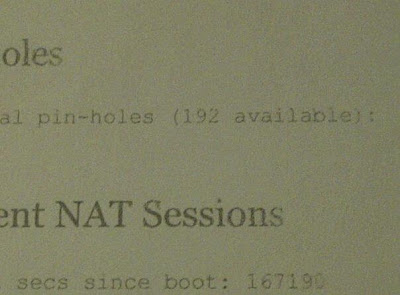 oles
al pin-holes (192 available):
ent NAT Sessions
secs since boot: 167190